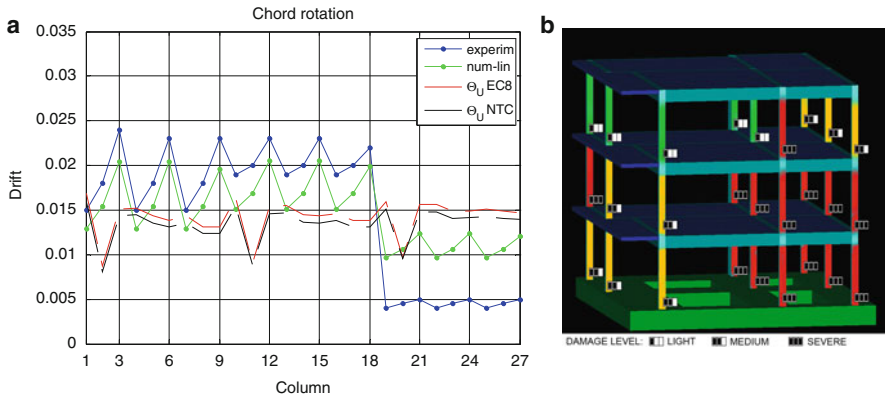 a
Chord rotation
b
0.035
0.03
0.025
0.02
0.015
0.01
0.005
0
Drift
experim
num-lin
ΘU EC8
ΘU NTC
1 3 6 9 12 15 18 21 24 27
Column
DAMAGE LEVEL: LIGHT MEDIUM SEVERE